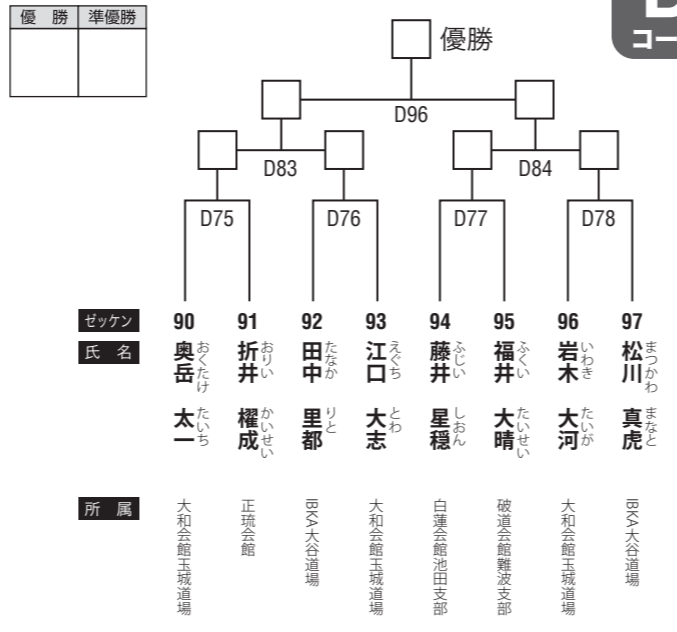 優勝 準優勝
コー
優勝
D96
D83 D84
D75 D76 D77 D78
ゼッケン 90 91 92 93 94 95 96 97
氏名
奥岳 おくたけ 太一 たいち
折井 おりい 櫂成 かいせい
田中 たなか 里都 りと
江口 えぐち 大志 とわ
藤井 ふじい 星穏 しおん
福井 ふくい 大晴 たいせい
岩木 いわき 大河 たいが
松川 まつかわ 真虎 まなと
所属
大和会館玉城道場
正琉会館
IBKA大谷道場
大和会館玉城道場
白蓮会館池田支部
破道会館難波支部
大和会館玉城道場
IBKA大谷道場